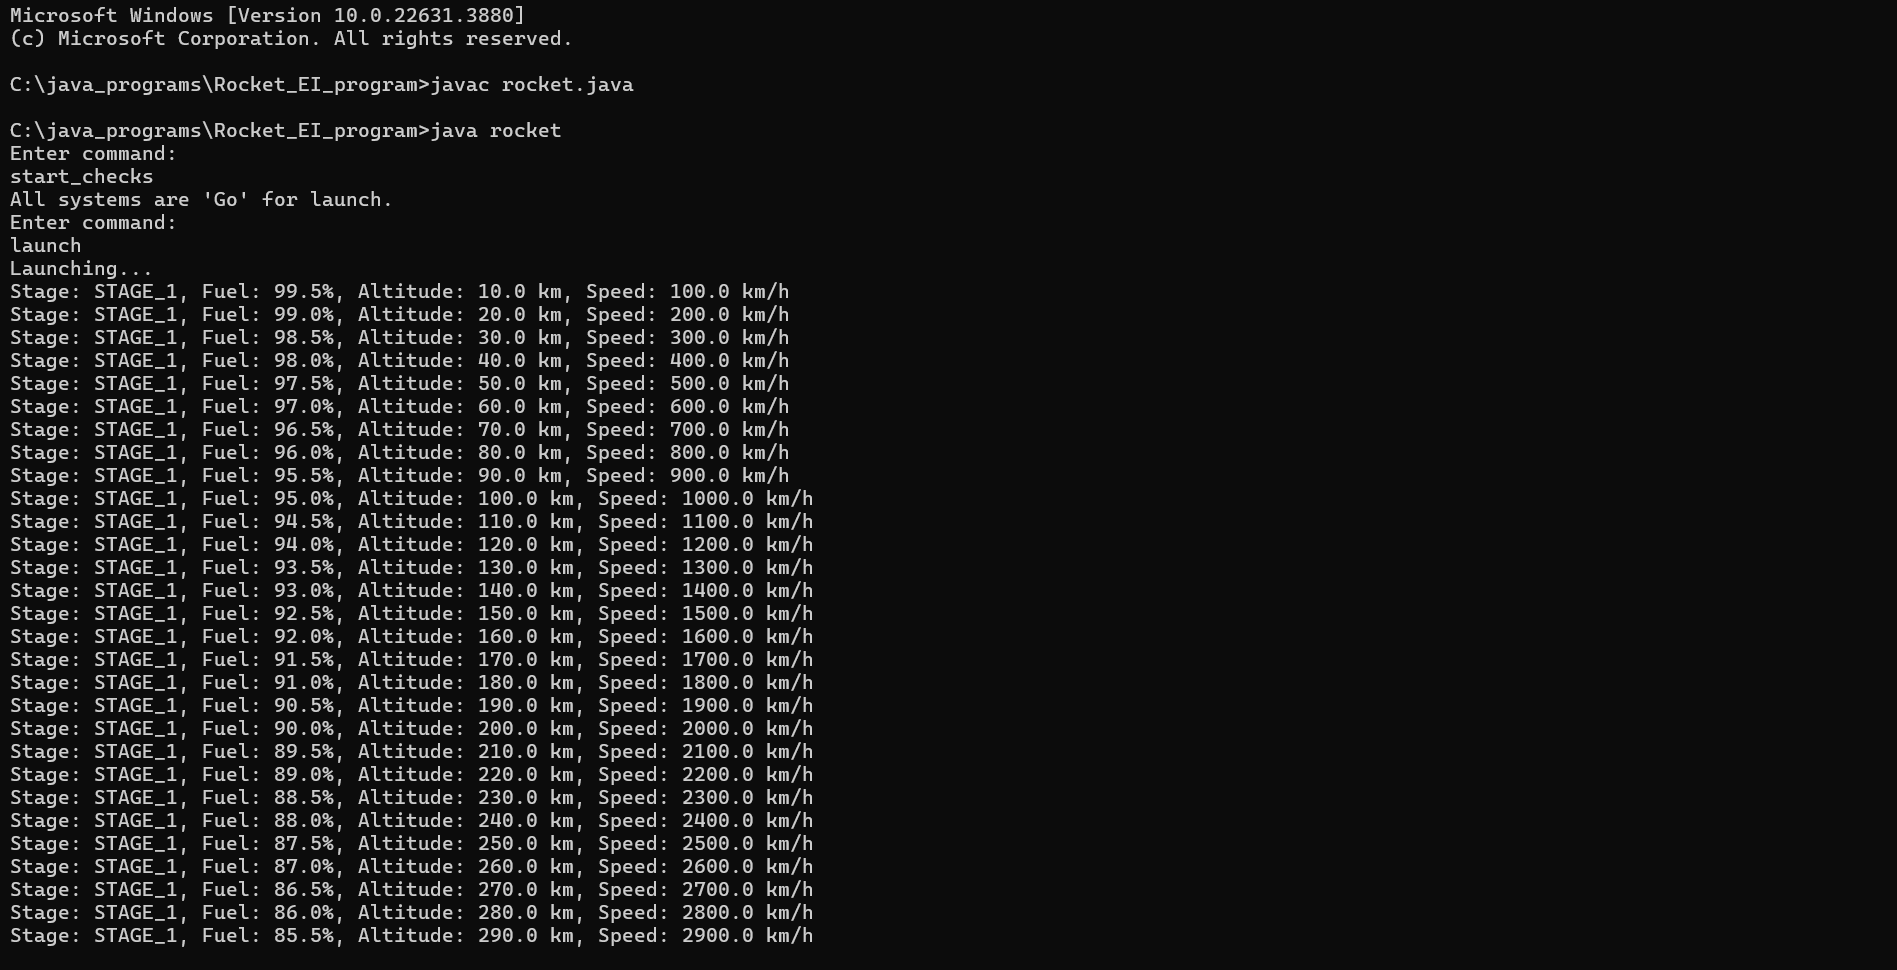 Microsoft Windows [Version 10.0.22631.3880]
(c) Microsoft Corporation. All rights reserved.
C:\java_programs\Rocket_EI_program>javac rocket.java
C:\java_programs\Rocket_EI_program>java rocket
Enter command:
start_checks
All systems are 'Go' for launch.
Enter command:
launch
Launching...
Stage: STAGE_1, Fuel: 99.5%, Altitude: 10.0 km, Speed: 100.0 km/h
Stage: STAGE_1, Fuel: 99.0%, Altitude: 20.0 km, Speed: 200.0 km/h
Stage: STAGE_1, Fuel: 98.5%, Altitude: 30.0 km, Speed: 300.0 km/h
Stage: STAGE_1, Fuel: 98.0%, Altitude: 40.0 km, Speed: 400.0 km/h
Stage: STAGE_1, Fuel: 97.5%, Altitude: 50.0 km, Speed: 500.0 km/h
Stage: STAGE_1, Fuel: 97.0%, Altitude: 60.0 km, Speed: 600.0 km/h
Stage: STAGE_1, Fuel: 96.5%, Altitude: 70.0 km, Speed: 700.0 km/h
Stage: STAGE_1, Fuel: 96.0%, Altitude: 80.0 km, Speed: 800.0 km/h
Stage: STAGE_1, Fuel: 95.5%, Altitude: 90.0 km, Speed: 900.0 km/h
Stage: STAGE_1, Fuel: 95.0%, Altitude: 100.0 km, Speed: 1000.0 km/h
Stage: STAGE_1, Fuel: 94.5%, Altitude: 110.0 km, Speed: 1100.0 km/h
Stage: STAGE_1, Fuel: 94.0%, Altitude: 120.0 km, Speed: 1200.0 km/h
Stage: STAGE_1, Fuel: 93.5%, Altitude: 130.0 km, Speed: 1300.0 km/h
Stage: STAGE_1, Fuel: 93.0%, Altitude: 140.0 km, Speed: 1400.0 km/h
Stage: STAGE_1, Fuel: 92.5%, Altitude: 150.0 km, Speed: 1500.0 km/h
Stage: STAGE_1, Fuel: 92.0%, Altitude: 160.0 km, Speed: 1600.0 km/h
Stage: STAGE_1, Fuel: 91.5%, Altitude: 170.0 km, Speed: 1700.0 km/h
Stage: STAGE_1, Fuel: 91.0%, Altitude: 180.0 km, Speed: 1800.0 km/h
Stage: STAGE_1, Fuel: 90.5%, Altitude: 190.0 km, Speed: 1900.0 km/h
Stage: STAGE_1, Fuel: 90.0%, Altitude: 200.0 km, Speed: 2000.0 km/h
Stage: STAGE_1, Fuel: 89.5%, Altitude: 210.0 km, Speed: 2100.0 km/h
Stage: STAGE_1, Fuel: 89.0%, Altitude: 220.0 km, Speed: 2200.0 km/h
Stage: STAGE_1, Fuel: 88.5%, Altitude: 230.0 km, Speed: 2300.0 km/h
Stage: STAGE_1, Fuel: 88.0%, Altitude: 240.0 km, Speed: 2400.0 km/h
Stage: STAGE_1, Fuel: 87.5%, Altitude: 250.0 km, Speed: 2500.0 km/h
Stage: STAGE_1, Fuel: 87.0%, Altitude: 260.0 km, Speed: 2600.0 km/h
Stage: STAGE_1, Fuel: 86.5%, Altitude: 270.0 km, Speed: 2700.0 km/h
Stage: STAGE_1, Fuel: 86.0%, Altitude: 280.0 km, Speed: 2800.0 km/h
Stage: STAGE_1, Fuel: 85.5%, Altitude: 290.0 km, Speed: 2900.0 km/h